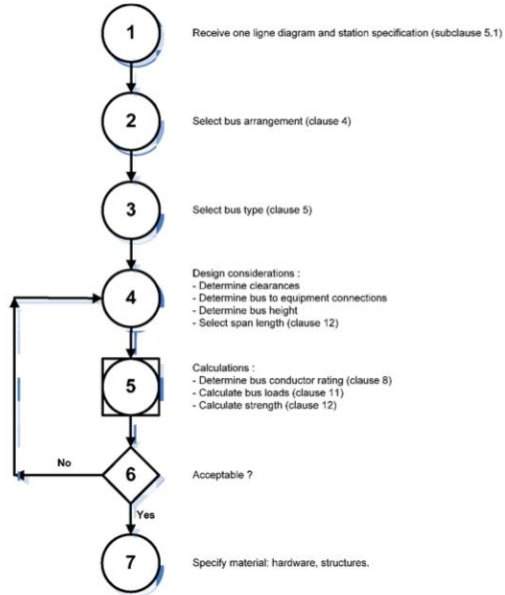 1
Receive one ligne diagram and station specification (subclause 5.1)
2
Select bus arrangement (clause 4)
3
Select bus type (clause 5)
4
Design considerations :
- Determine clearances
- Determine bus to equipment connections
- Determine bus height
- Select span length (clause 12)
5
Calculations :
- Determine bus conductor rating (clause 8)
- Calculate bus loads (clause 11)
- Calculate strength (clause 12)
No
6
Acceptable ?
Yes
7
Specify material: hardware, structures.